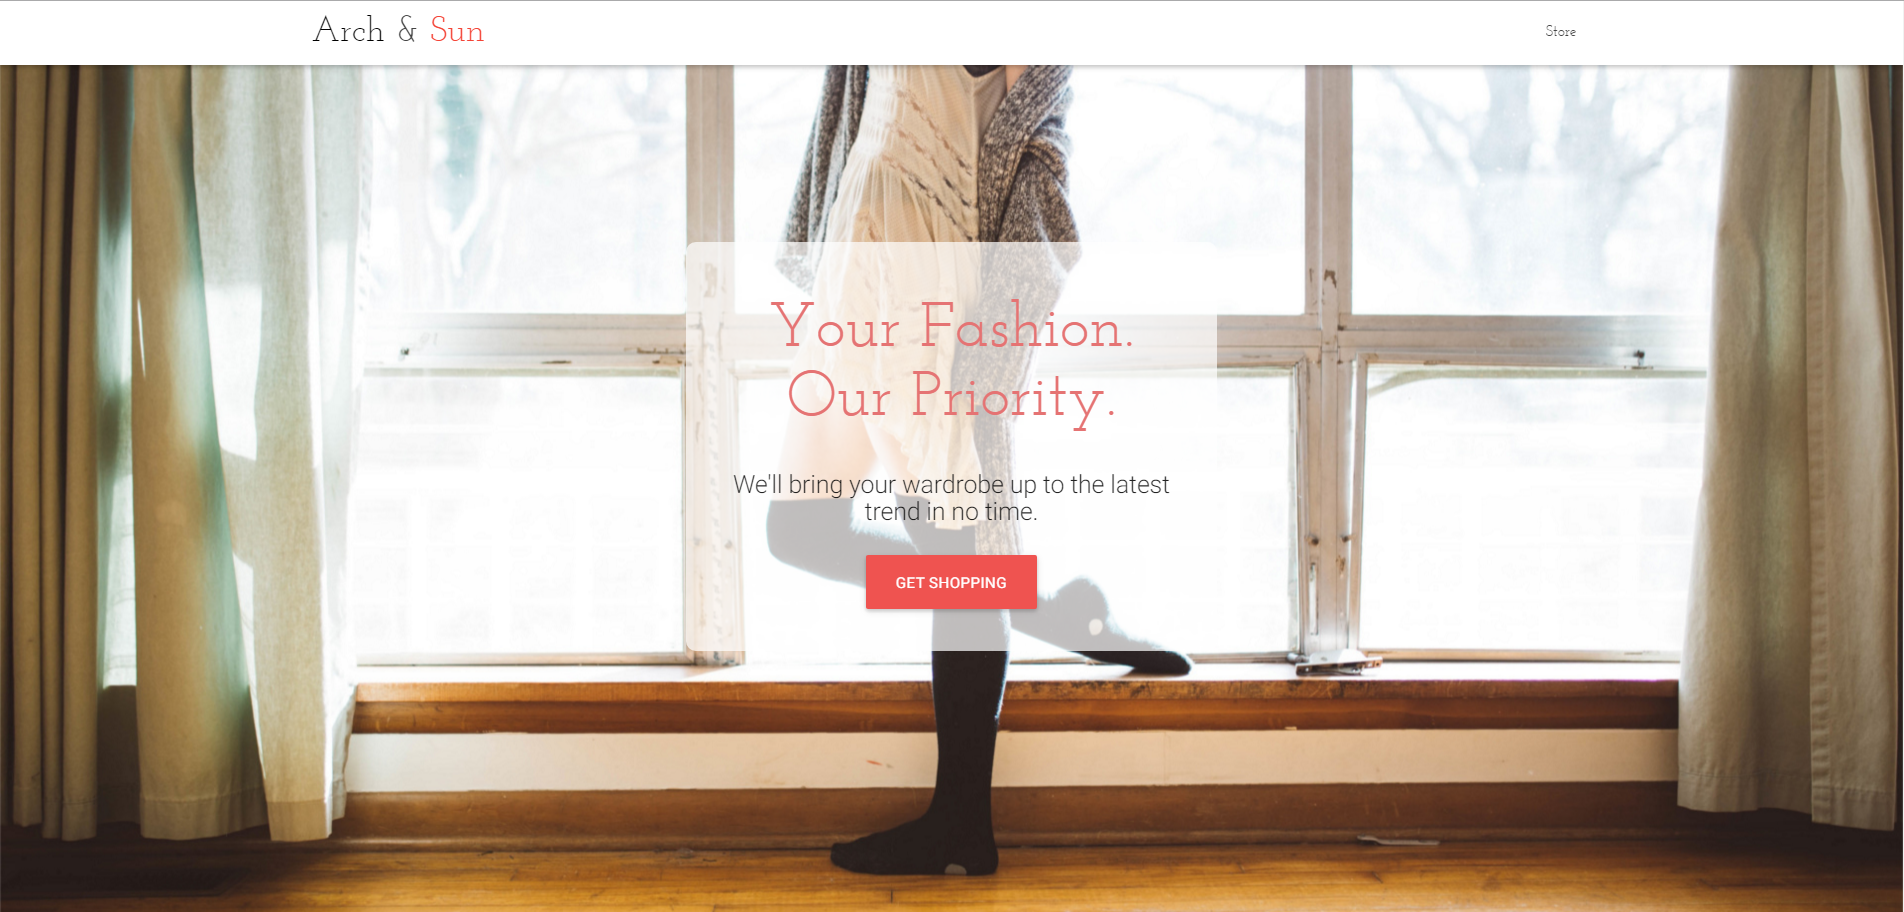 Arch & Sun
Store
Your Fashion.
Our Priority.
We'll bring your wardrobe up to the latest
trend in no time.
GET SHOPPING